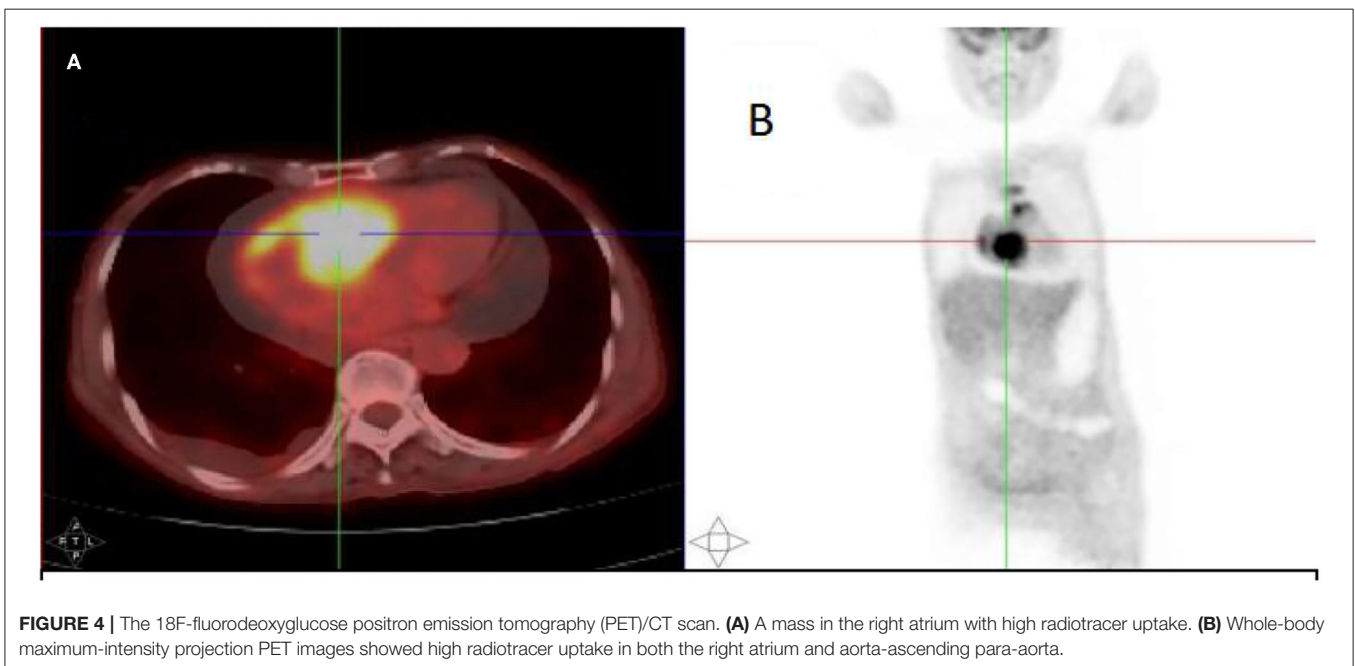 A
B
A
R T L
P
FIGURE 4 | The 18F-fluorodeoxyglucose positron emission tomography (PET)/CT scan. (A) A mass in the right atrium with high radiotracer uptake. (B) Whole-body
maximum-intensity projection PET images showed high radiotracer uptake in both the right atrium and aorta-ascending para-aorta.